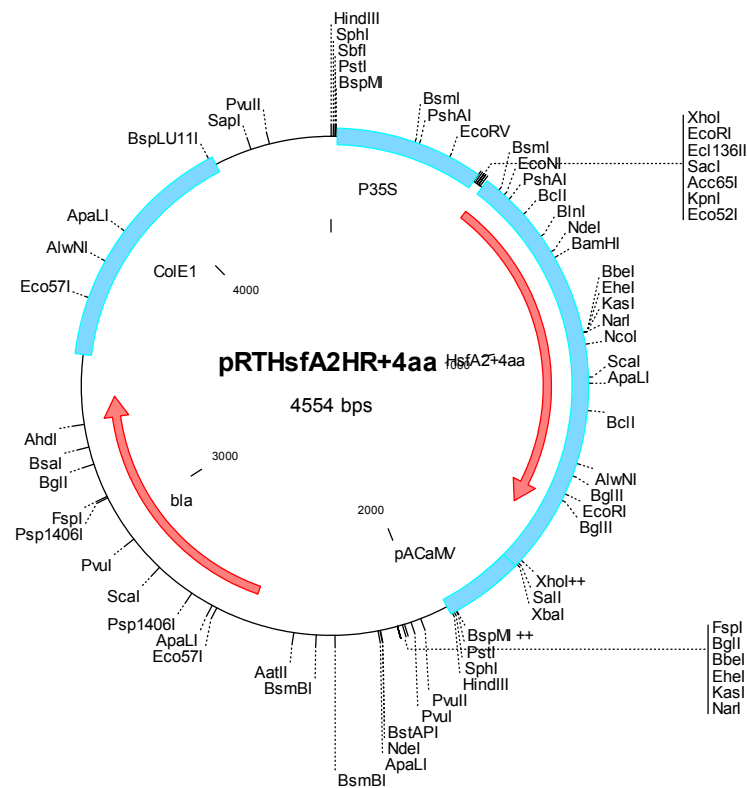 HindIII
SphI
SbfI
PstI
BspMI
BsmI
PshAI
EcoRV
BsmI
EcoNI
PshAI
BclI
BlnI
NdeI
BamHI
XhoI
EcoRI
Ecl136II
SacI
Acc65I
KpnI
Eco52I
BbeI
EheI
KasI
NarI
NcoI
ScaI
ApaLI
BclI
AlwNI
BglII
EcoRI
BglII
XhoI++
SalI
XbaI
BspMI ++
PstI
SphI
HindIII
FspI
BglI
BbeI
EheI
KasI
NarI
PvuII
PvuI
BstAPI
NdeI
ApaLI
BsmBI
BsmBI
AatII
Eco57I
ApaLI
Psp1406I
ScaI
PvuI
Psp1406I
FspI
BglI
BsaI
AhdI
Eco57I
AlwNI
ApaLI
BspLU11I
SapI
PvuII
P35S
ColE1
4000
pRTHsfA2HR+4aa
4554 bps
1000
HsfA2+4aa
3000
bla
2000
pACaMV